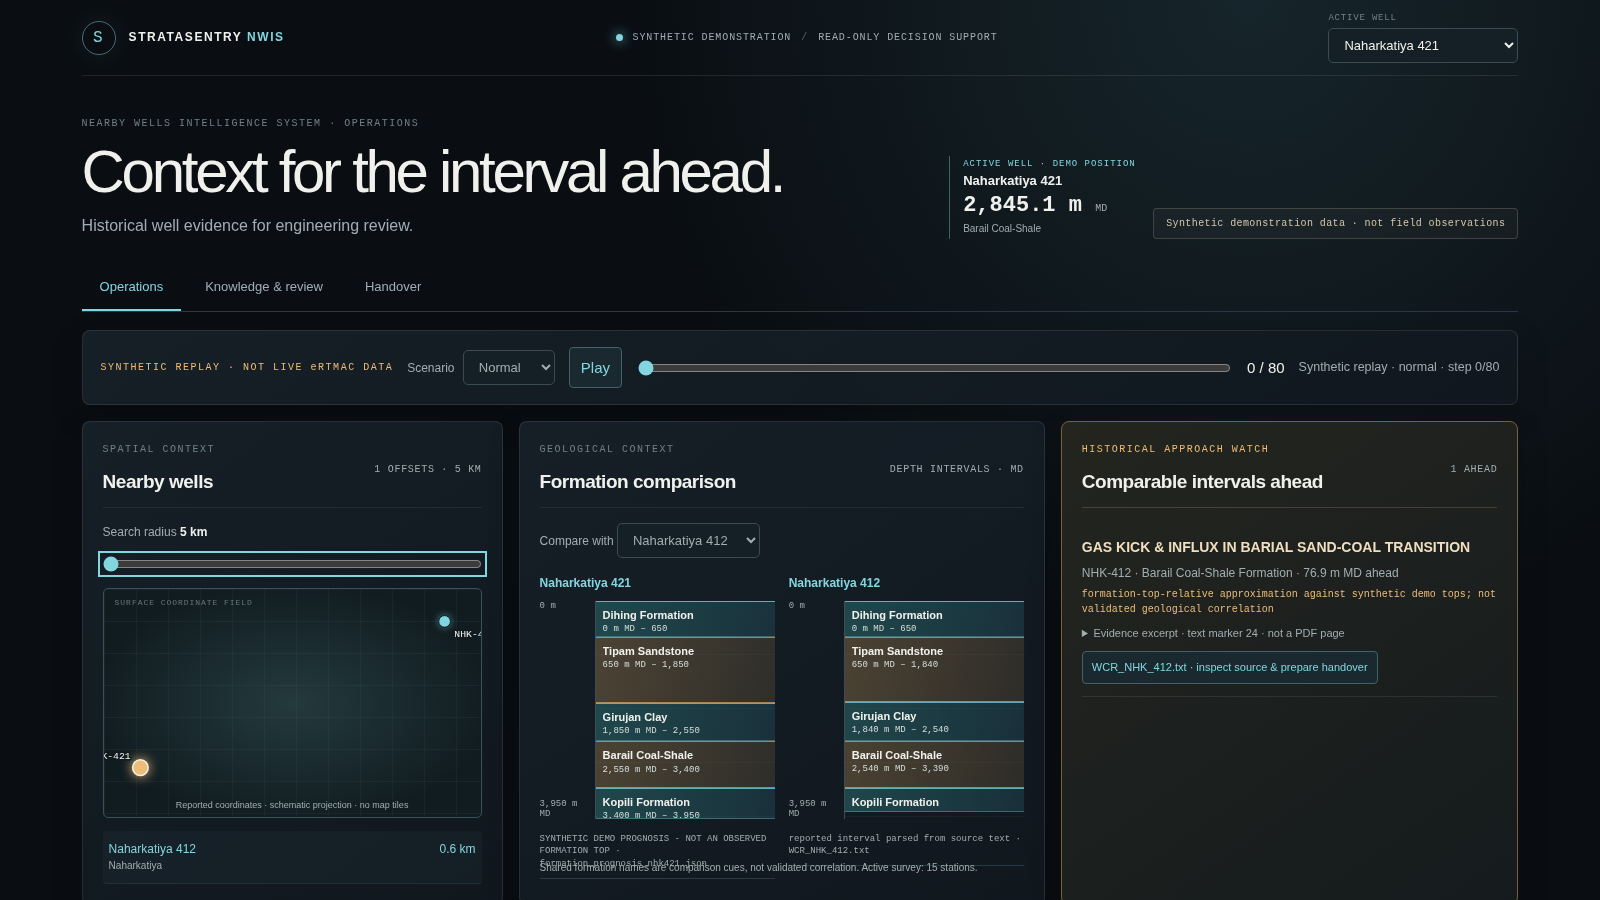 S
STRATASENTRY NWIS
SYNTHETIC DEMONSTRATION / READ-ONLY DECISION SUPPORT
ACTIVE WELL
Naharkatiya 421
NEARBY WELLS INTELLIGENCE SYSTEM · OPERATIONS
Context for the interval ahead.
Historical well evidence for engineering review.
ACTIVE WELL · DEMO POSITION
Naharkatiya 421
2,845.1 m MD
Barail Coal-Shale
Synthetic demonstration data · not field observations
Operations
Knowledge & review
Handover
SYNTHETIC REPLAY · NOT LIVE eRTMAC DATA
Scenario
Normal
Play
0 / 80
Synthetic replay · normal · step 0/80
SPATIAL CONTEXT
Nearby wells
1 OFFSETS · 5 KM
Search radius 5 km
SURFACE COORDINATE FIELD
NHK-4
K-421
Reported coordinates · schematic projection · no map tiles
Naharkatiya 412
0.6 km
Naharkatiya
GEOLOGICAL CONTEXT
Formation comparison
DEPTH INTERVALS · MD
Compare with
Naharkatiya 412
Naharkatiya 421
0 m
Dihing Formation
0 m MD – 650
Tipam Sandstone
650 m MD – 1,850
Girujan Clay
1,850 m MD – 2,550
Barail Coal-Shale
2,550 m MD – 3,400
Kopili Formation
3,400 m MD – 3,950
3,950 m
MD
SYNTHETIC DEMO PROGNOSIS - NOT AN OBSERVED
FORMATION TOP ·
formation_prognosis_nhk421.json
Naharkatiya 412
0 m
Dihing Formation
0 m MD – 650
Tipam Sandstone
650 m MD – 1,840
Girujan Clay
1,840 m MD – 2,540
Barail Coal-Shale
2,540 m MD – 3,390
Kopili Formation
3,950 m
MD
reported interval parsed from source text ·
WCR_NHK_412.txt
Shared formation names are comparison cues, not validated correlation. Active survey: 15 stations.
HISTORICAL APPROACH WATCH
Comparable intervals ahead
1 AHEAD
GAS KICK & INFLUX IN BARIAL SAND-COAL TRANSITION
NHK-412 · Barail Coal-Shale Formation · 76.9 m MD ahead
formation-top-relative approximation against synthetic demo tops; not
validated geological correlation
Evidence excerpt · text marker 24 · not a PDF page
WCR_NHK_412.txt · inspect source & prepare handover